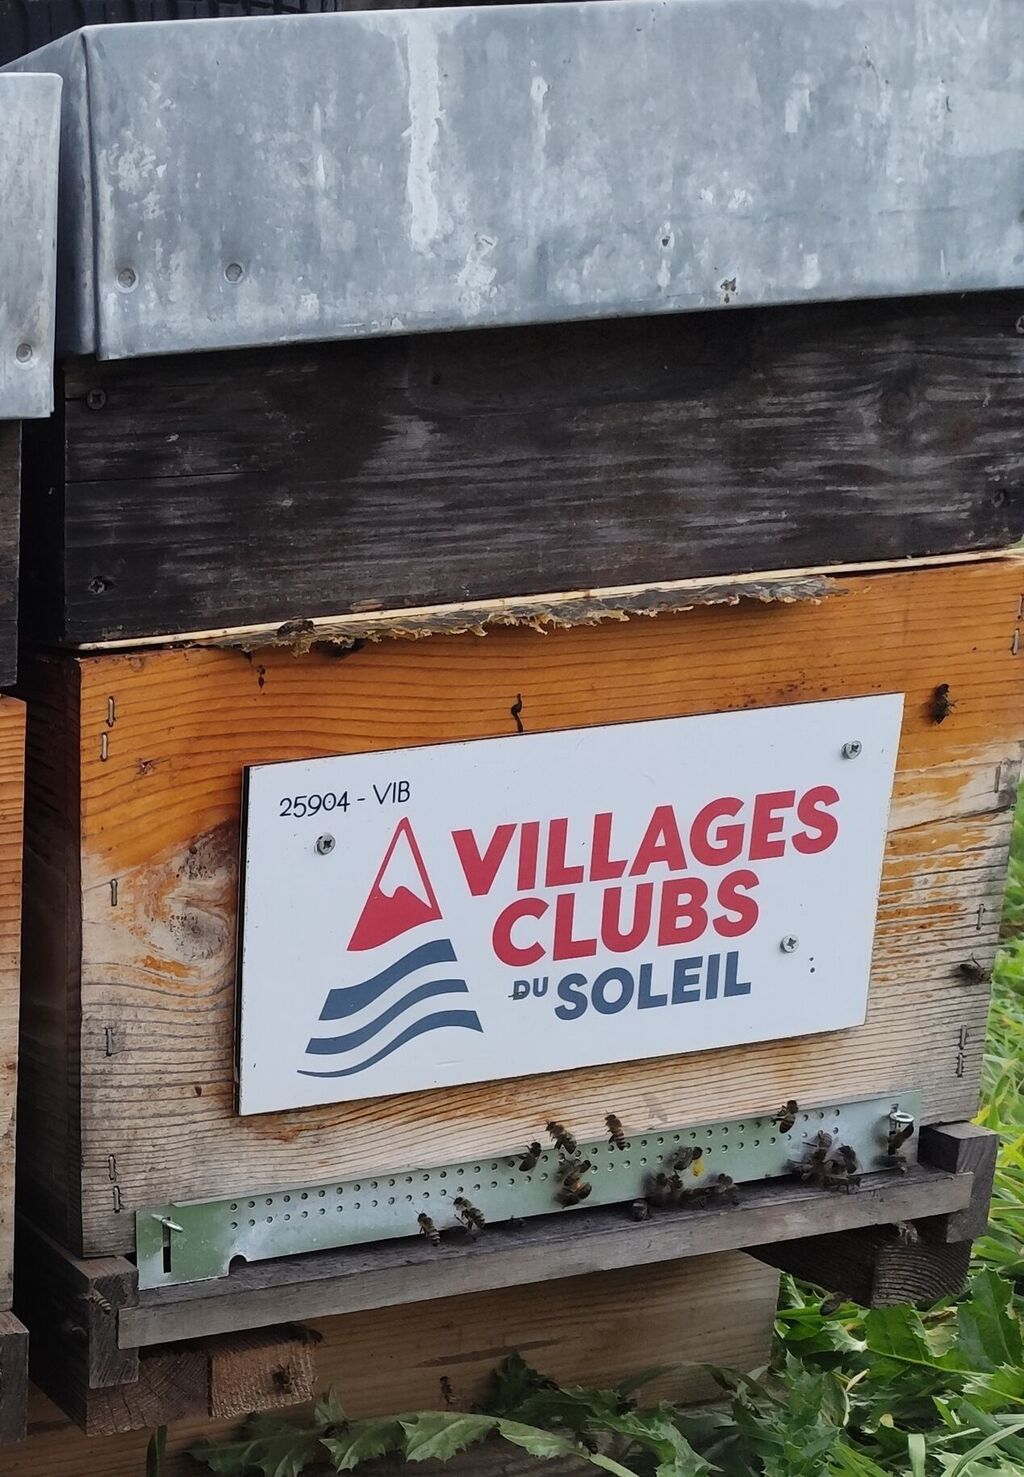 25904 - VIB
VILLAGES
CLUBS
DU SOLEIL